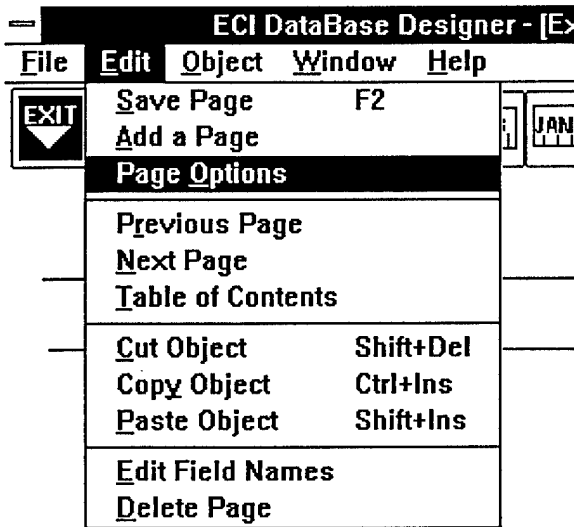 ECI DataBase Designer - [Ex
File Edit Object Window Help
EXIT
JAN
Save Page F2
Add a Page
Page Options
Previous Page
Next Page
Table of Contents
Cut Object Shift+Del
Copy Object Ctrl+Ins
Paste Object Shift+Ins
Edit Field Names
Delete Page